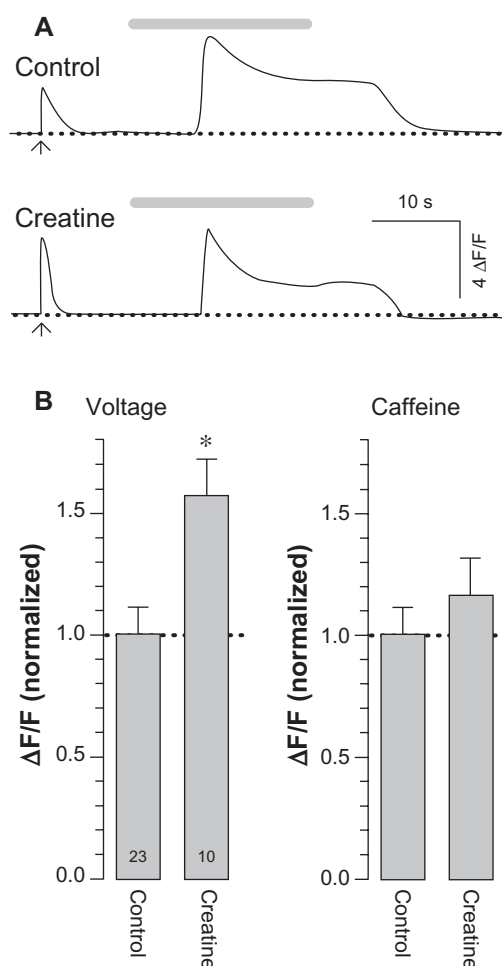 A
Control
Creatine
10 s
4 ΔF/F
B
Voltage
Caffeine
*
1.5
1.0
0.5
0.0
ΔF/F (normalized)
23
10
Control
Creatine
1.5
1.0
0.5
0.0
ΔF/F (normalized)
Control
Creatine